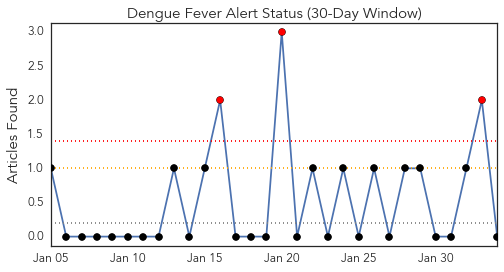 Dengue Fever Alert Status (30-Day Window)
Articles Found
3.0
2.5
2.0
1.5
1.0
0.5
0.0
Jan 05
Jan 10
Jan 15
Jan 20
Jan 25
Jan 30